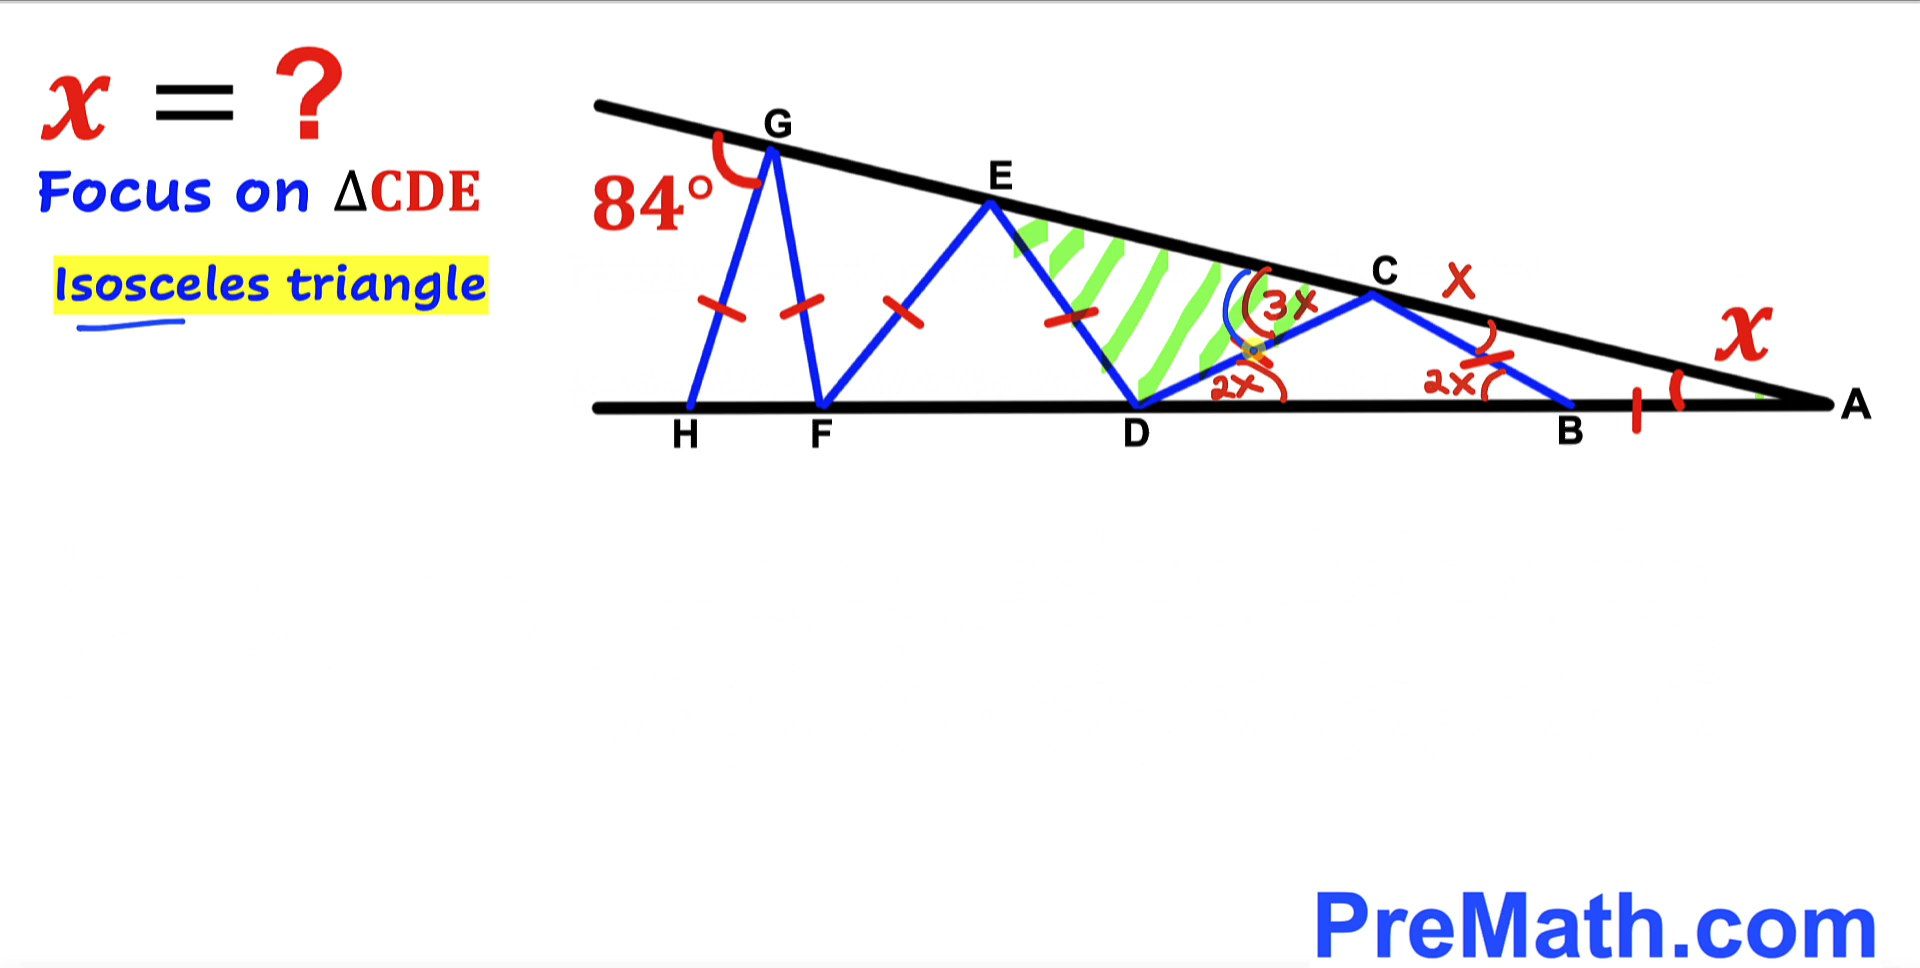 x = ?
Focus on ΔCDE
Isosceles triangle
G
84°
E
C
x
3x
x
2x
2x
A
H
F
D
B
PreMath.com